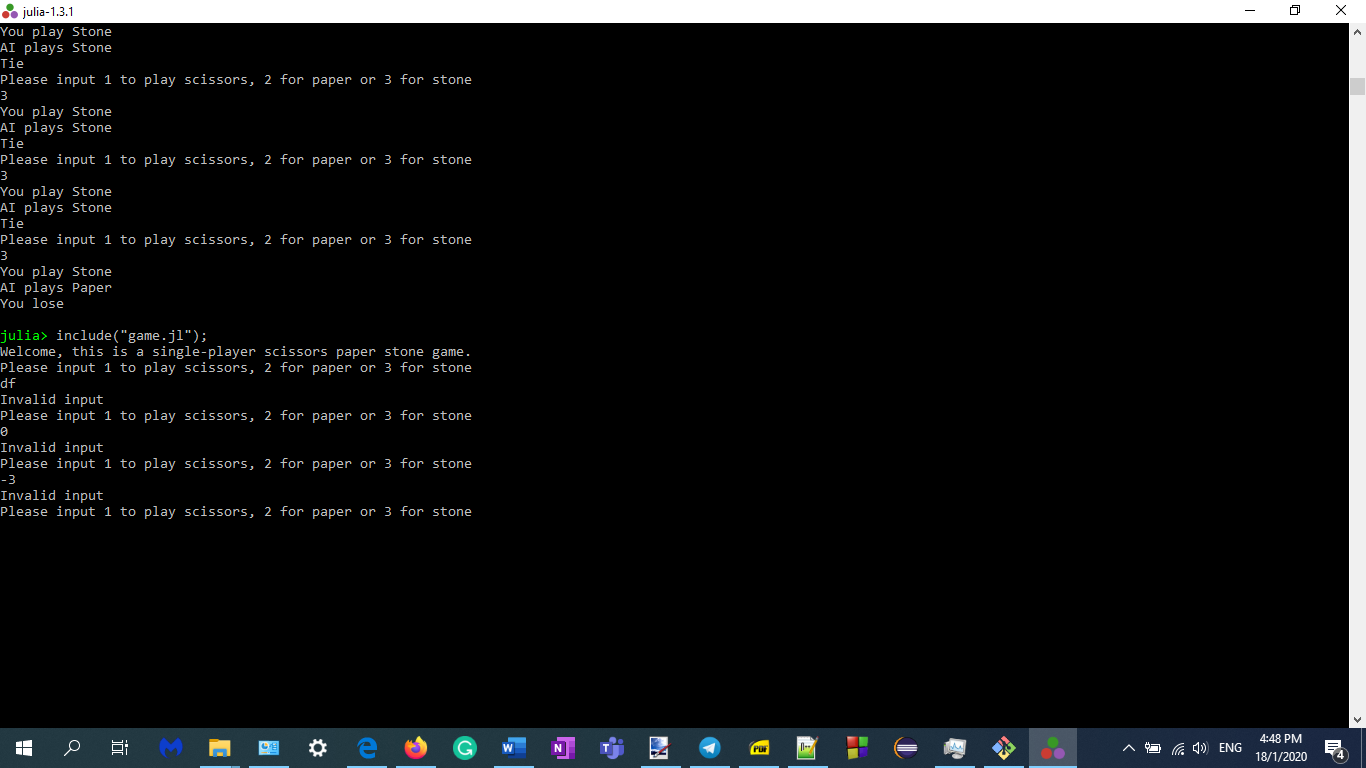 julia-1.3.1
You play Stone
AI plays Stone
Tie
Please input 1 to play scissors, 2 for paper or 3 for stone
3
You play Stone
AI plays Stone
Tie
Please input 1 to play scissors, 2 for paper or 3 for stone
3
You play Stone
AI plays Stone
Tie
Please input 1 to play scissors, 2 for paper or 3 for stone
3
You play Stone
AI plays Paper
You lose
julia> include("game.jl");
Welcome, this is a single-player scissors paper stone game.
Please input 1 to play scissors, 2 for paper or 3 for stone
df
Invalid input
Please input 1 to play scissors, 2 for paper or 3 for stone
0
Invalid input
Please input 1 to play scissors, 2 for paper or 3 for stone
-3
Invalid input
Please input 1 to play scissors, 2 for paper or 3 for stone
ENG
4:48 PM
18/1/2020
4